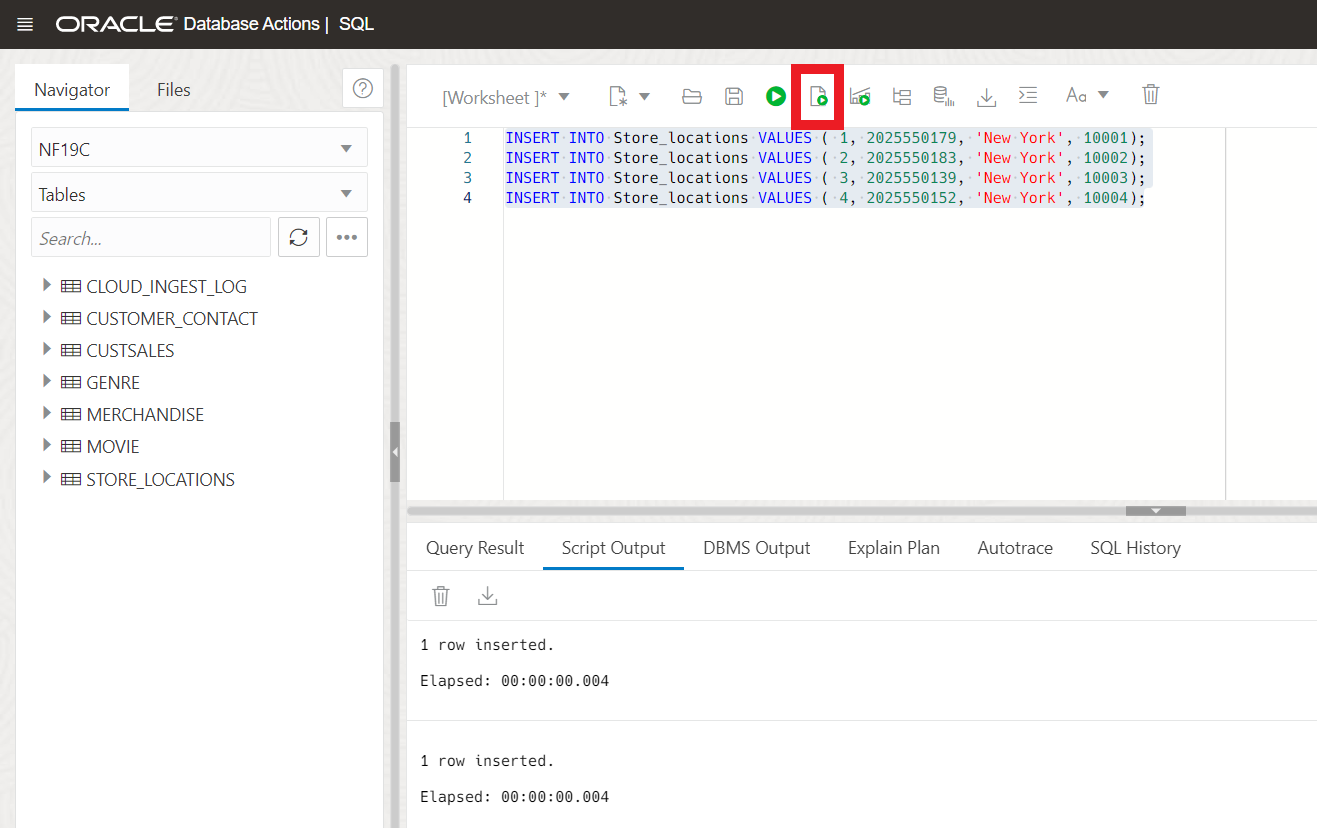 ORACLE Database Actions | SQL
Navigator
Files
NF19C
Tables
Search...
CLOUD_INGEST_LOG
CUSTOMER_CONTACT
CUSTSALES
GENRE
MERCHANDISE
MOVIE
STORE_LOCATIONS
[Worksheet ]*
Aa
1 INSERT INTO Store_locations VALUES ( 1, 2025550179, 'New York', 10001);
2 INSERT INTO Store_locations VALUES ( 2, 2025550183, 'New York', 10002);
3 INSERT INTO Store_locations VALUES ( 3, 2025550139, 'New York', 10003);
4 INSERT INTO Store_locations VALUES ( 4, 2025550152, 'New York', 10004);
Query Result Script Output DBMS Output Explain Plan Autotrace SQL History
1 row inserted.
Elapsed: 00:00:00.004
1 row inserted.
Elapsed: 00:00:00.004